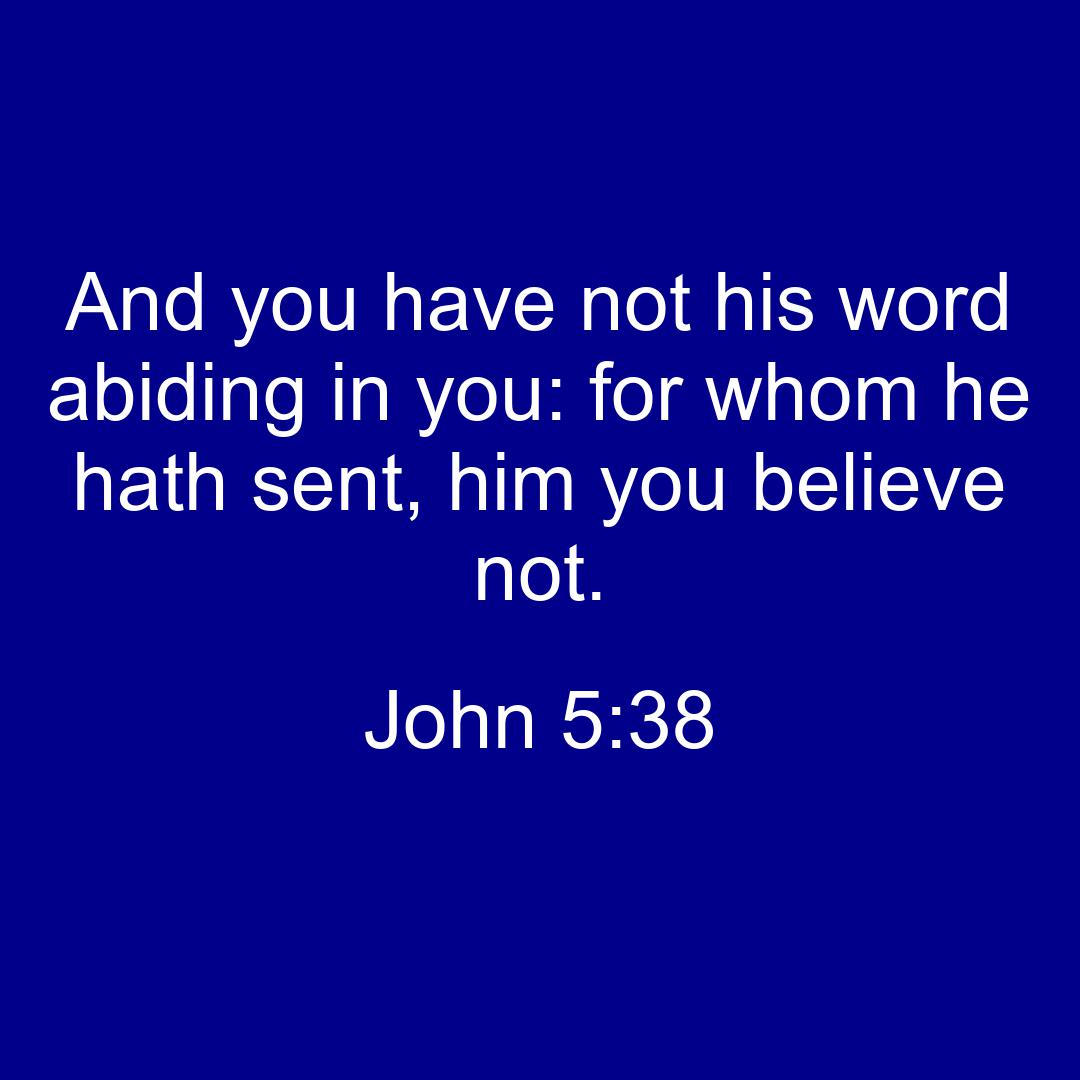 And you have not his word
abiding in you: for whom he
hath sent, him you believe
not.
John 5:38